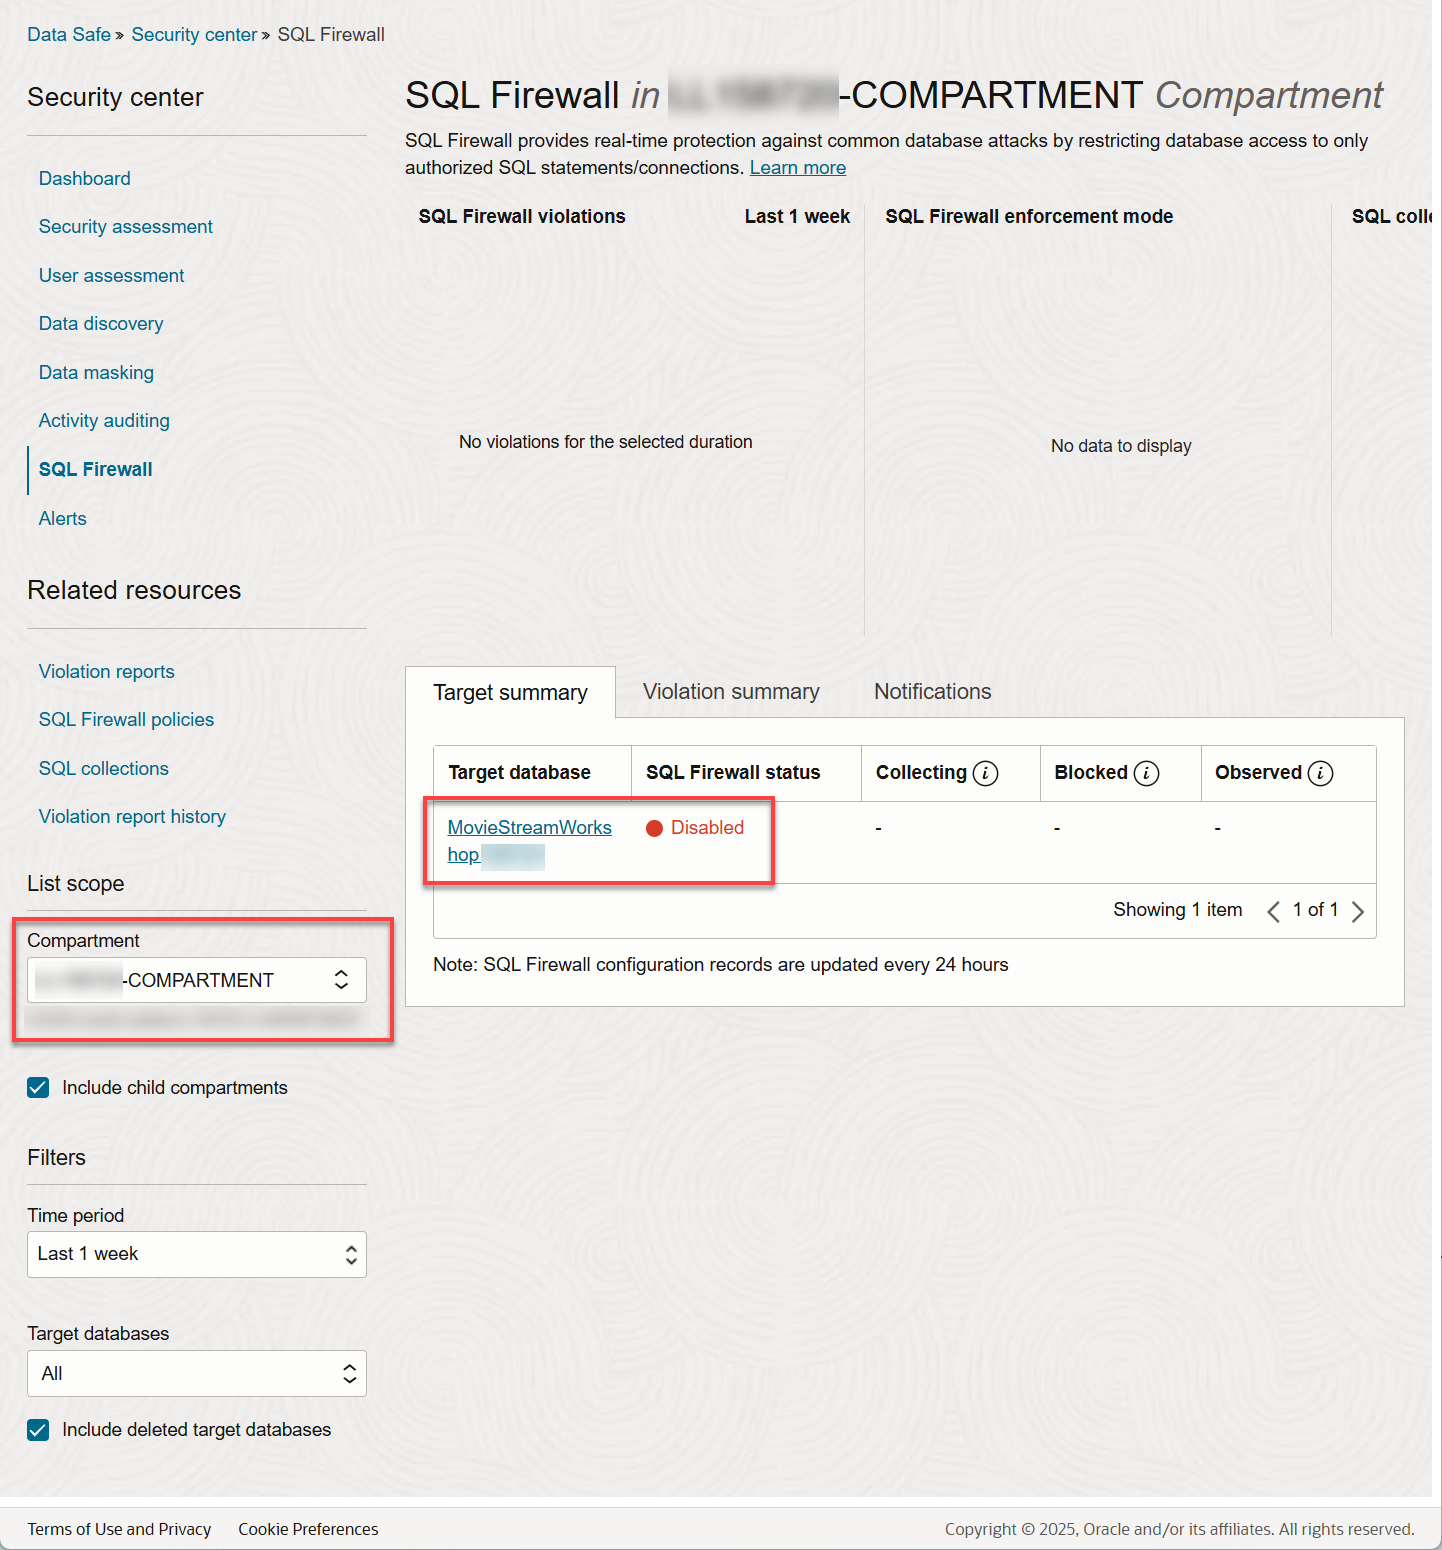 Data Safe » Security center » SQL Firewall
Security center
Dashboard
Security assessment
User assessment
Data discovery
Data masking
Activity auditing
SQL Firewall
Alerts
Related resources
Violation reports
SQL Firewall policies
SQL collections
Violation report history
List scope
Compartment
-COMPARTMENT
Include child compartments
Filters
Time period
Last 1 week
Target databases
All
Include deleted target databases
SQL Firewall in -COMPARTMENT Compartment
SQL Firewall provides real-time protection against common database attacks by restricting database access to only
authorized SQL statements/connections. Learn more
SQL Firewall violations Last 1 week
No violations for the selected duration
SQL Firewall enforcement mode
No data to display
SQL colle
Target summary Violation summary Notifications
Target database SQL Firewall status Collecting i Blocked i Observed i
MovieStreamWorks Disabled - - -
hop
Showing 1 item 1 of 1
Note: SQL Firewall configuration records are updated every 24 hours
Terms of Use and Privacy Cookie Preferences Copyright © 2025, Oracle and/or its affiliates. All rights reserved.